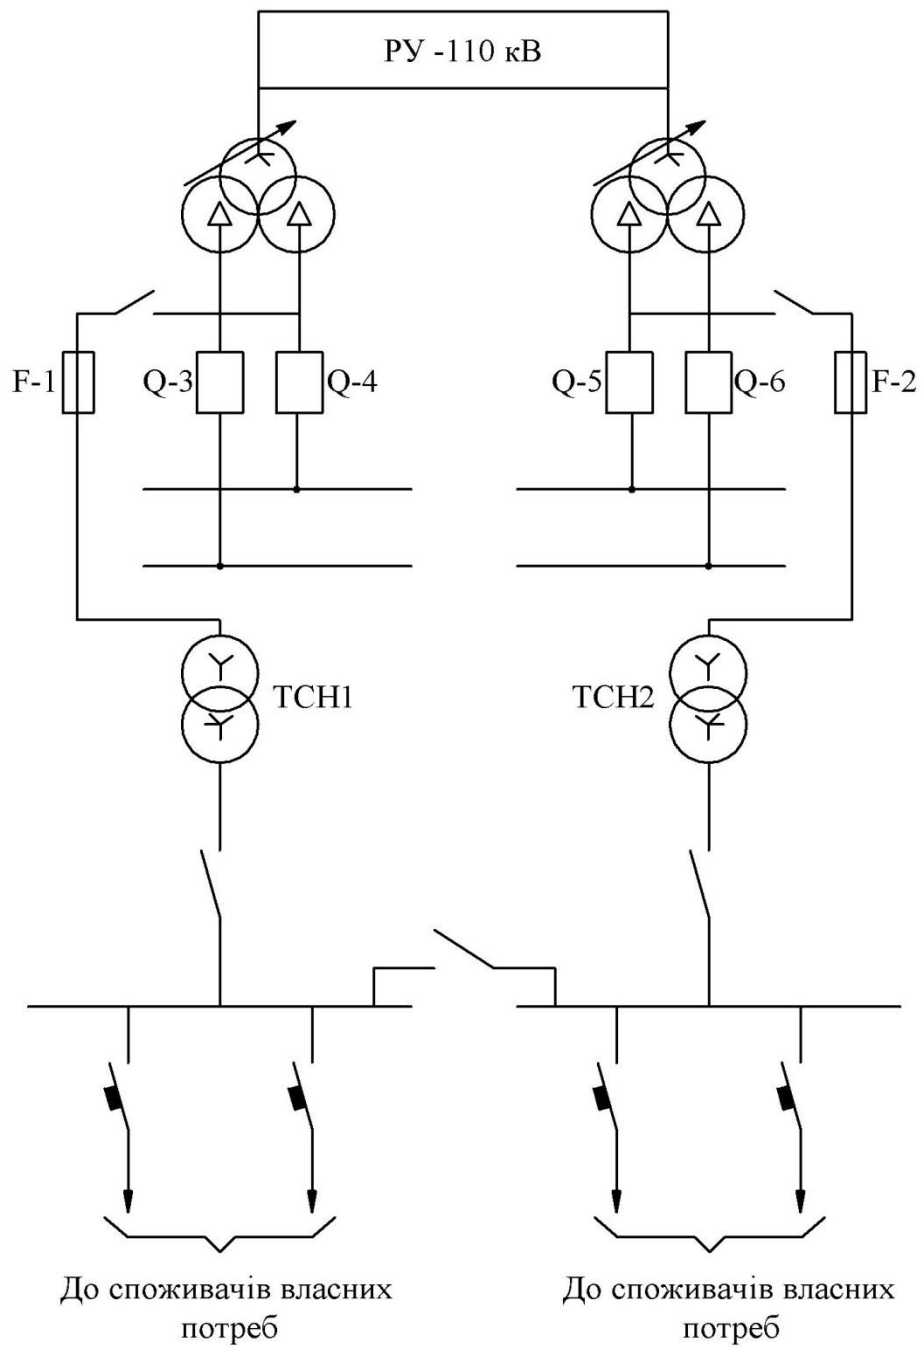 РУ -110 кВ
F-1
Q-3
Q-4
Q-5
Q-6
F-2
ТСН1
ТСН2
До споживачів власних
потреб
До споживачів власних
потреб